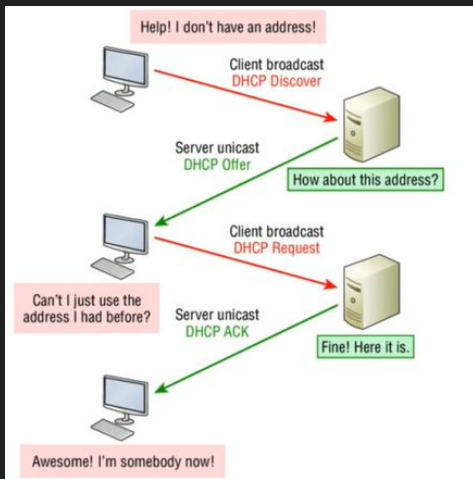 Help! I don't have an address!
Client broadcast
DHCP Discover
Server unicast
DHCP Offer
How about this address?
Client broadcast
DHCP Request
Can't I just use the
address I had before?
Server unicast
DHCP ACK
Fine! Here it is.
Awesome! I'm somebody now!